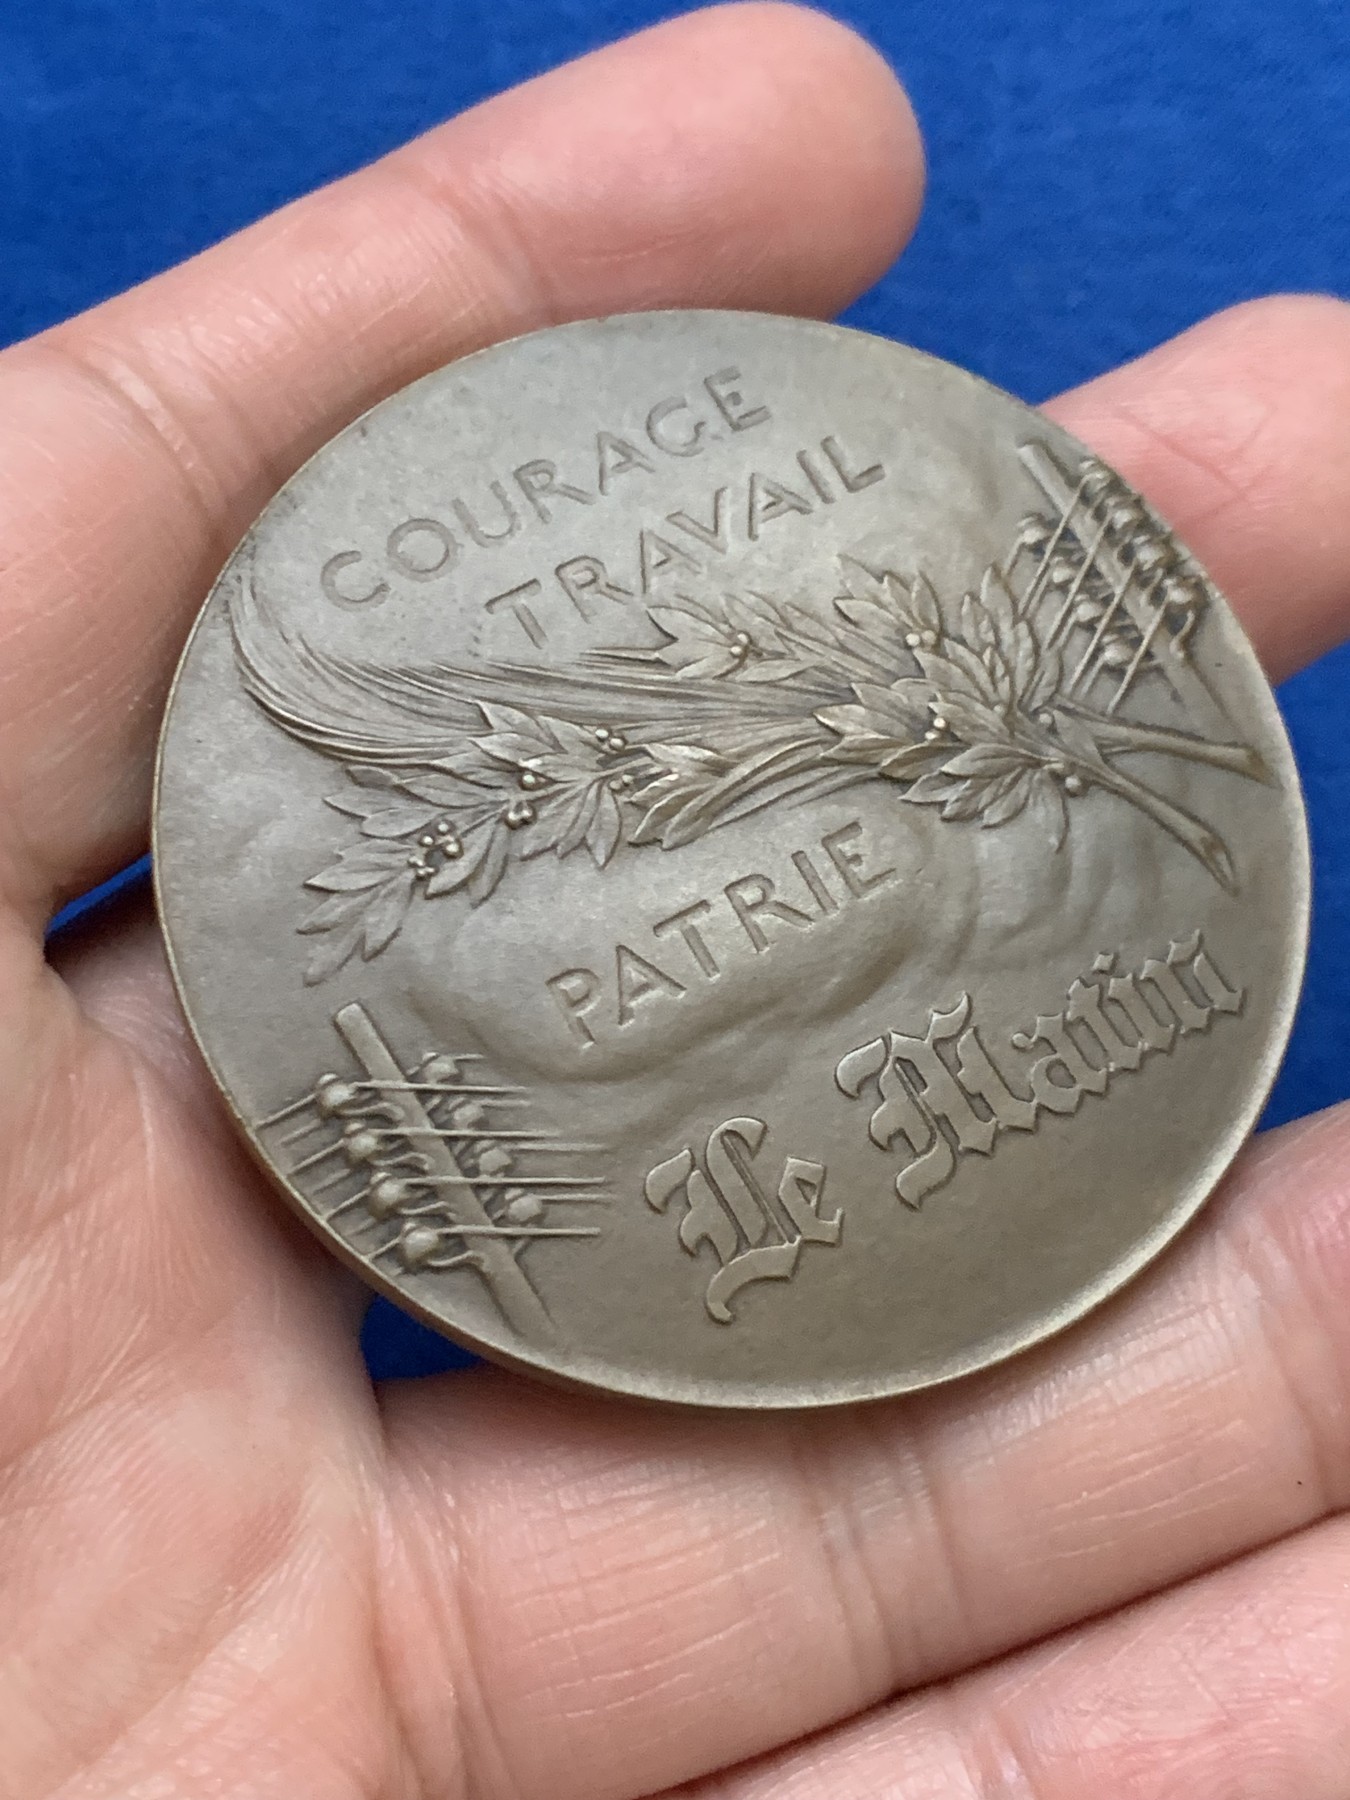 COURAGE
TRAVAIL
PATRIE
Le Matin